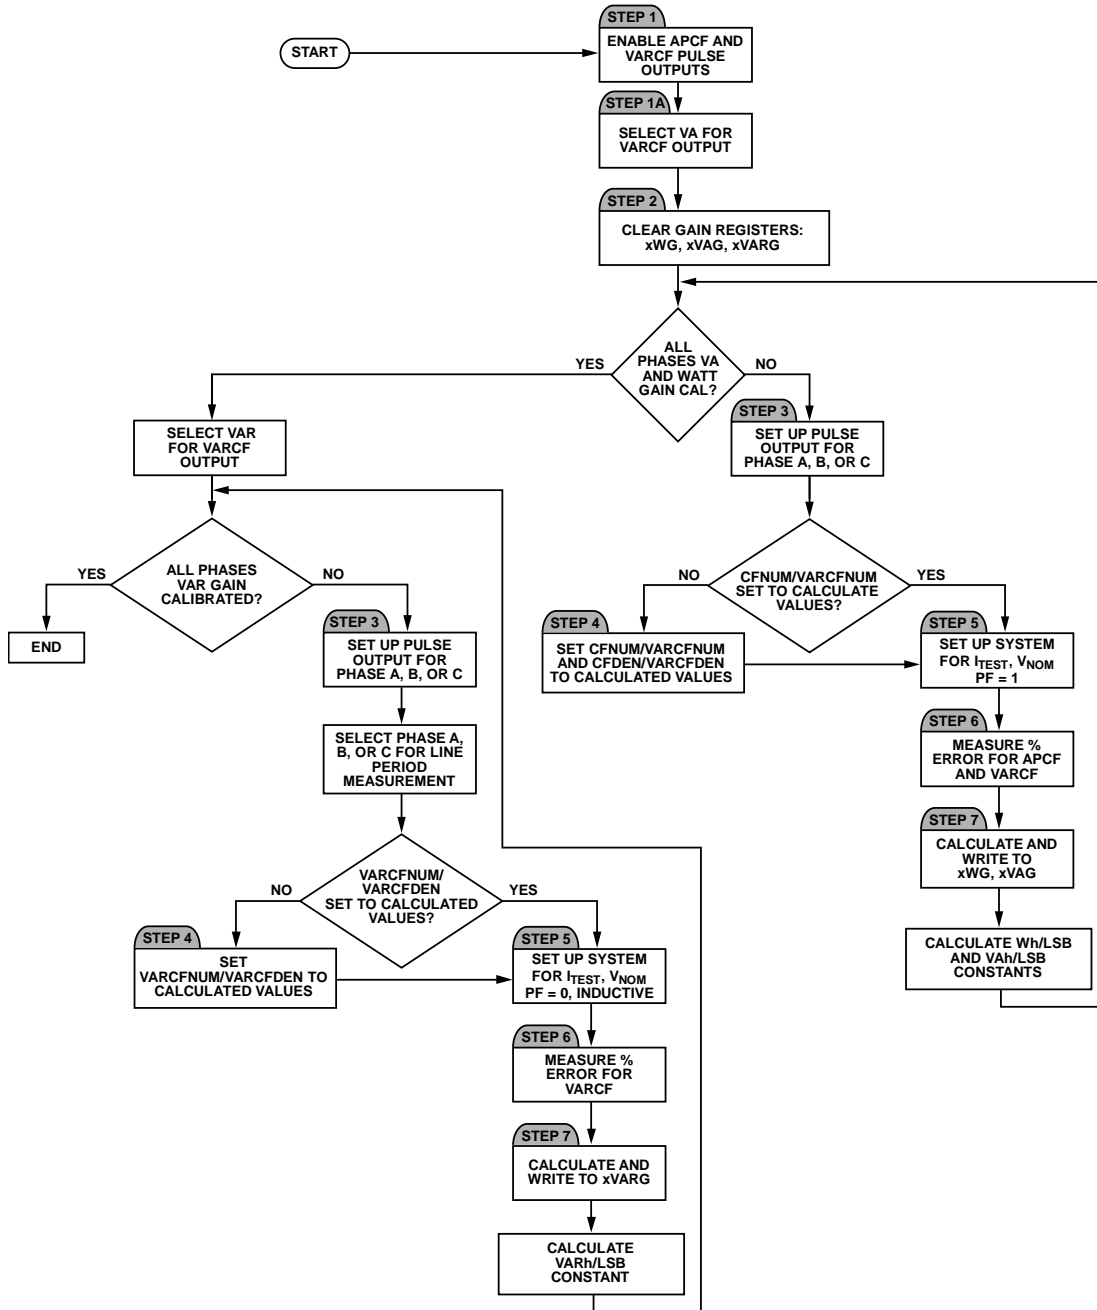 STEP 1
START
ENABLE APCF AND
VARCF PULSE
OUTPUTS
STEP 1A
SELECT VA FOR
VARCF OUTPUT
STEP 2
CLEAR GAIN REGISTERS:
xWG, xVAG, xVARG
ALL
PHASES VA
AND WATT
GAIN CAL?
YES
NO
SELECT VAR
FOR VARCF
OUTPUT
STEP 3
SET UP PULSE
OUTPUT FOR
PHASE A, B, OR C
ALL PHASES
VAR GAIN
CALIBRATED?
YES
NO
END
CFNUM/VARCFNUM
SET TO CALCULATE
VALUES?
NO
YES
STEP 3
SET UP PULSE
OUTPUT FOR
PHASE A, B, OR C
STEP 4
SET CFNUM/VARCFNUM
AND CFDEN/VARCFDEN
TO CALCULATED VALUES
STEP 5
SET UP SYSTEM
FOR ITEST, VNOM
PF = 1
SELECT PHASE A,
B, OR C FOR LINE
PERIOD
MEASUREMENT
STEP 6
MEASURE %
ERROR FOR APCF
AND VARCF
STEP 7
CALCULATE AND
WRITE TO
xWG, xVAG
VARCFNUM/
VARCFDEN
SET TO CALCULATED
VALUES?
NO
YES
CALCULATE Wh/LSB
AND VAh/LSB
CONSTANTS
STEP 4
SET
VARCFNUM/VARCFDEN TO
CALCULATED VALUES
STEP 5
SET UP SYSTEM
FOR ITEST, VNOM
PF = 0, INDUCTIVE
STEP 6
MEASURE %
ERROR FOR
VARCF
STEP 7
CALCULATE AND
WRITE TO xVARG
CALCULATE
VARh/LSB
CONSTANT